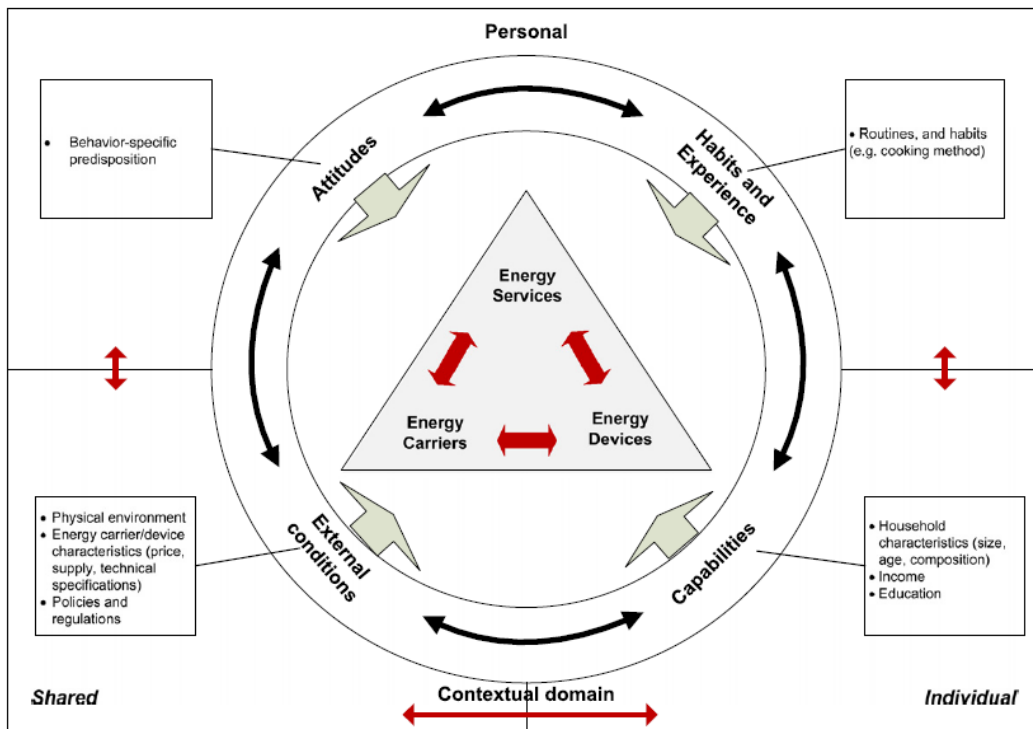 Personal
• Behavior-specific
predisposition
Attitudes
Habits and
Experience
• Routines, and habits
(e.g. cooking method)
Energy
Services
Energy
Carriers
Energy
Devices
• Physical environment
• Energy carrier/device
characteristics (price,
supply, technical
specifications)
• Policies and
regulations
External
conditions
Capabilities
• Household
characteristics (size,
age, composition)
• Income
• Education
Shared
Contextual domain
Individual